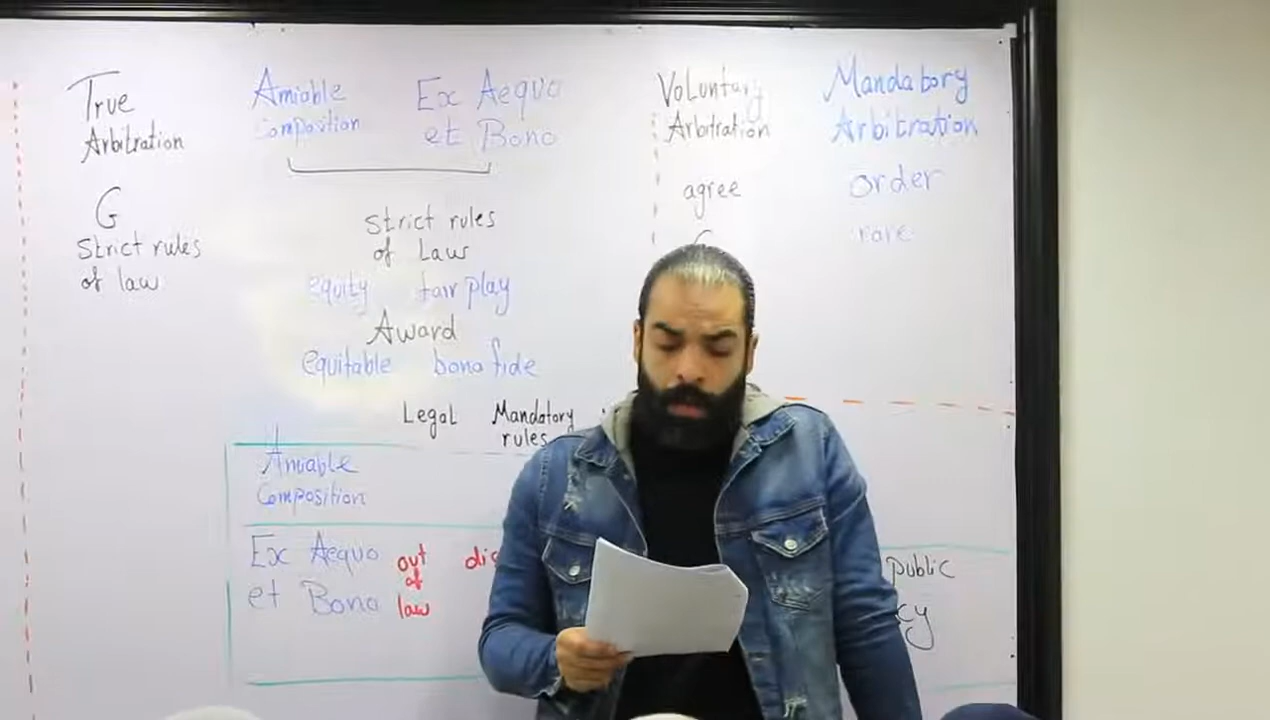 True
Arbitration
Amiable
Composition
Ex Aequo
et Bono
Voluntary
Arbitration
Mandatory
Arbitration
G
Strict rules
of law
Strict rules
of Law
equity fair play
Award
equitable bona fide
agree
order
rare
Legal Mandatory
rules
Amiable
Composition
Ex Aequo
et Bono
out
of
law
public